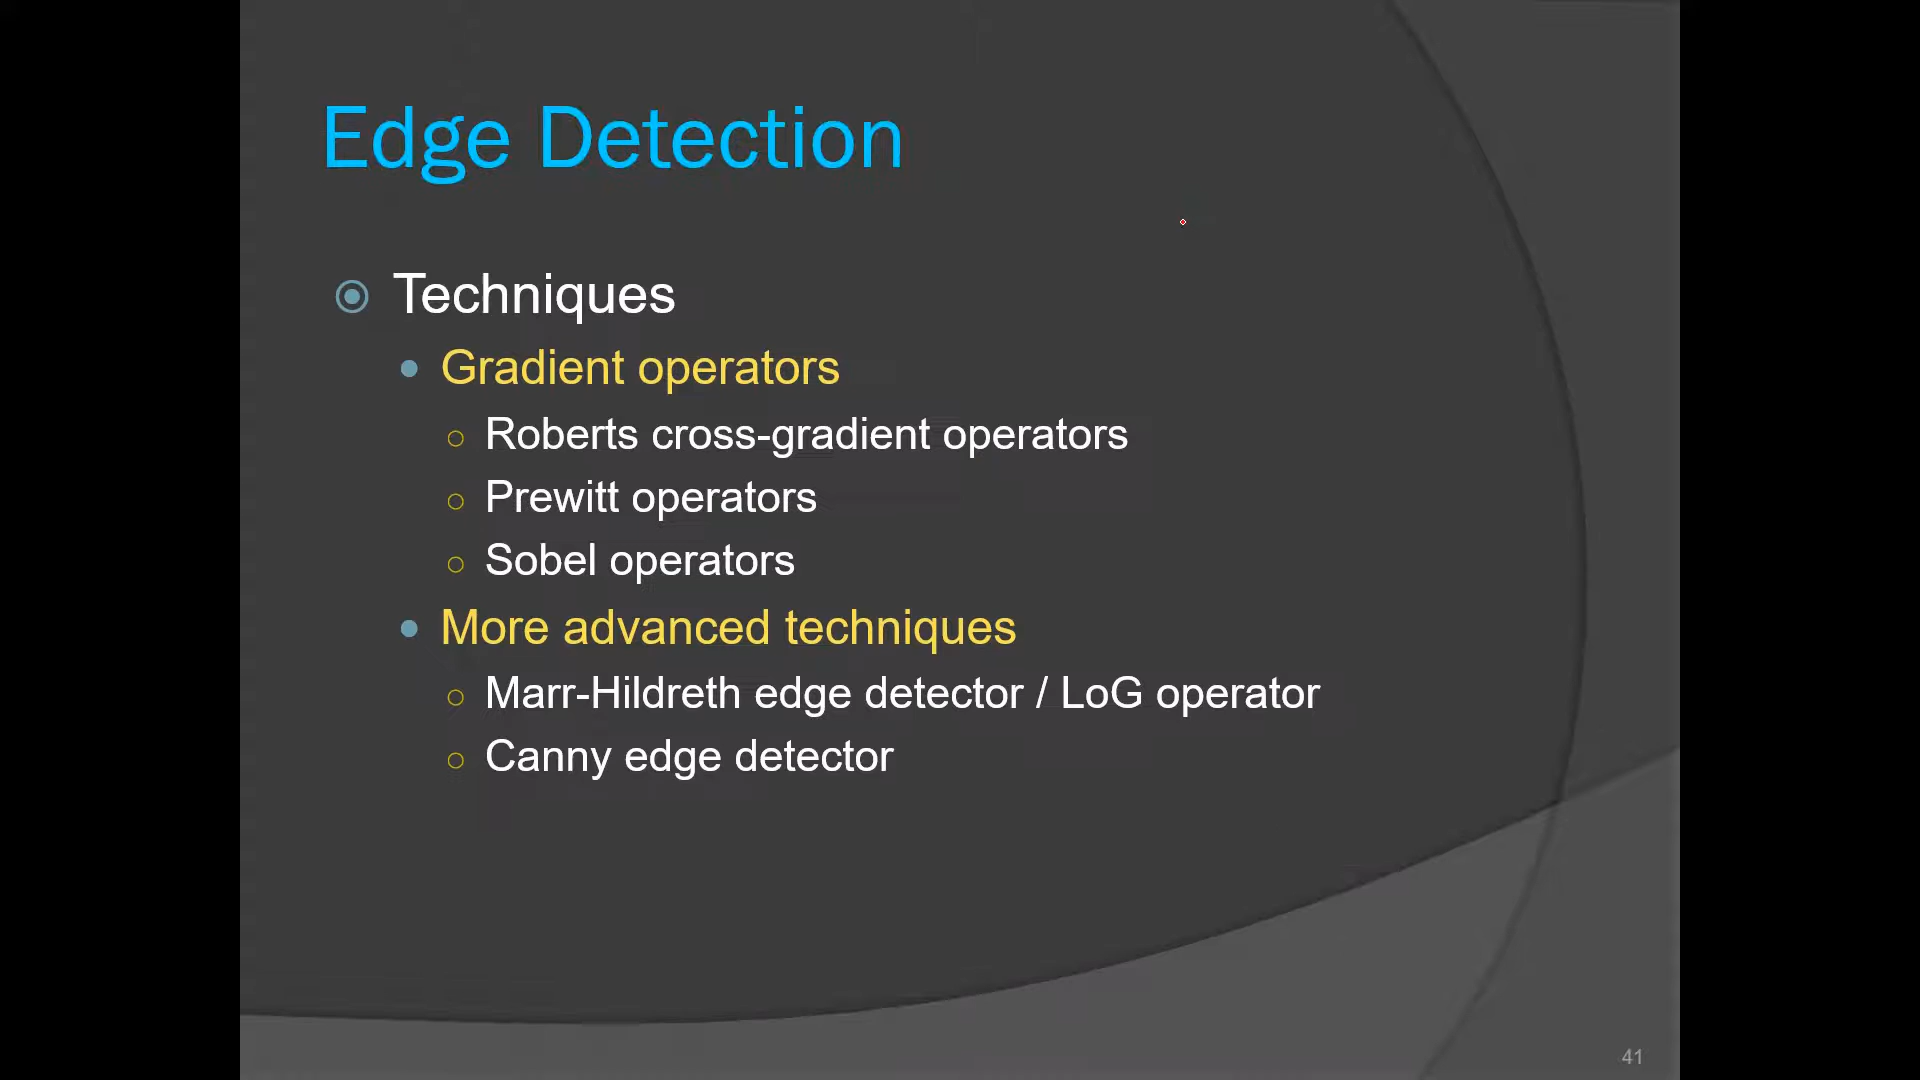 Edge Detection
Techniques
Gradient operators
Roberts cross-gradient operators
Prewitt operators
Sobel operators
More advanced techniques
Marr-Hildreth edge detector / LoG operator
Canny edge detector
41